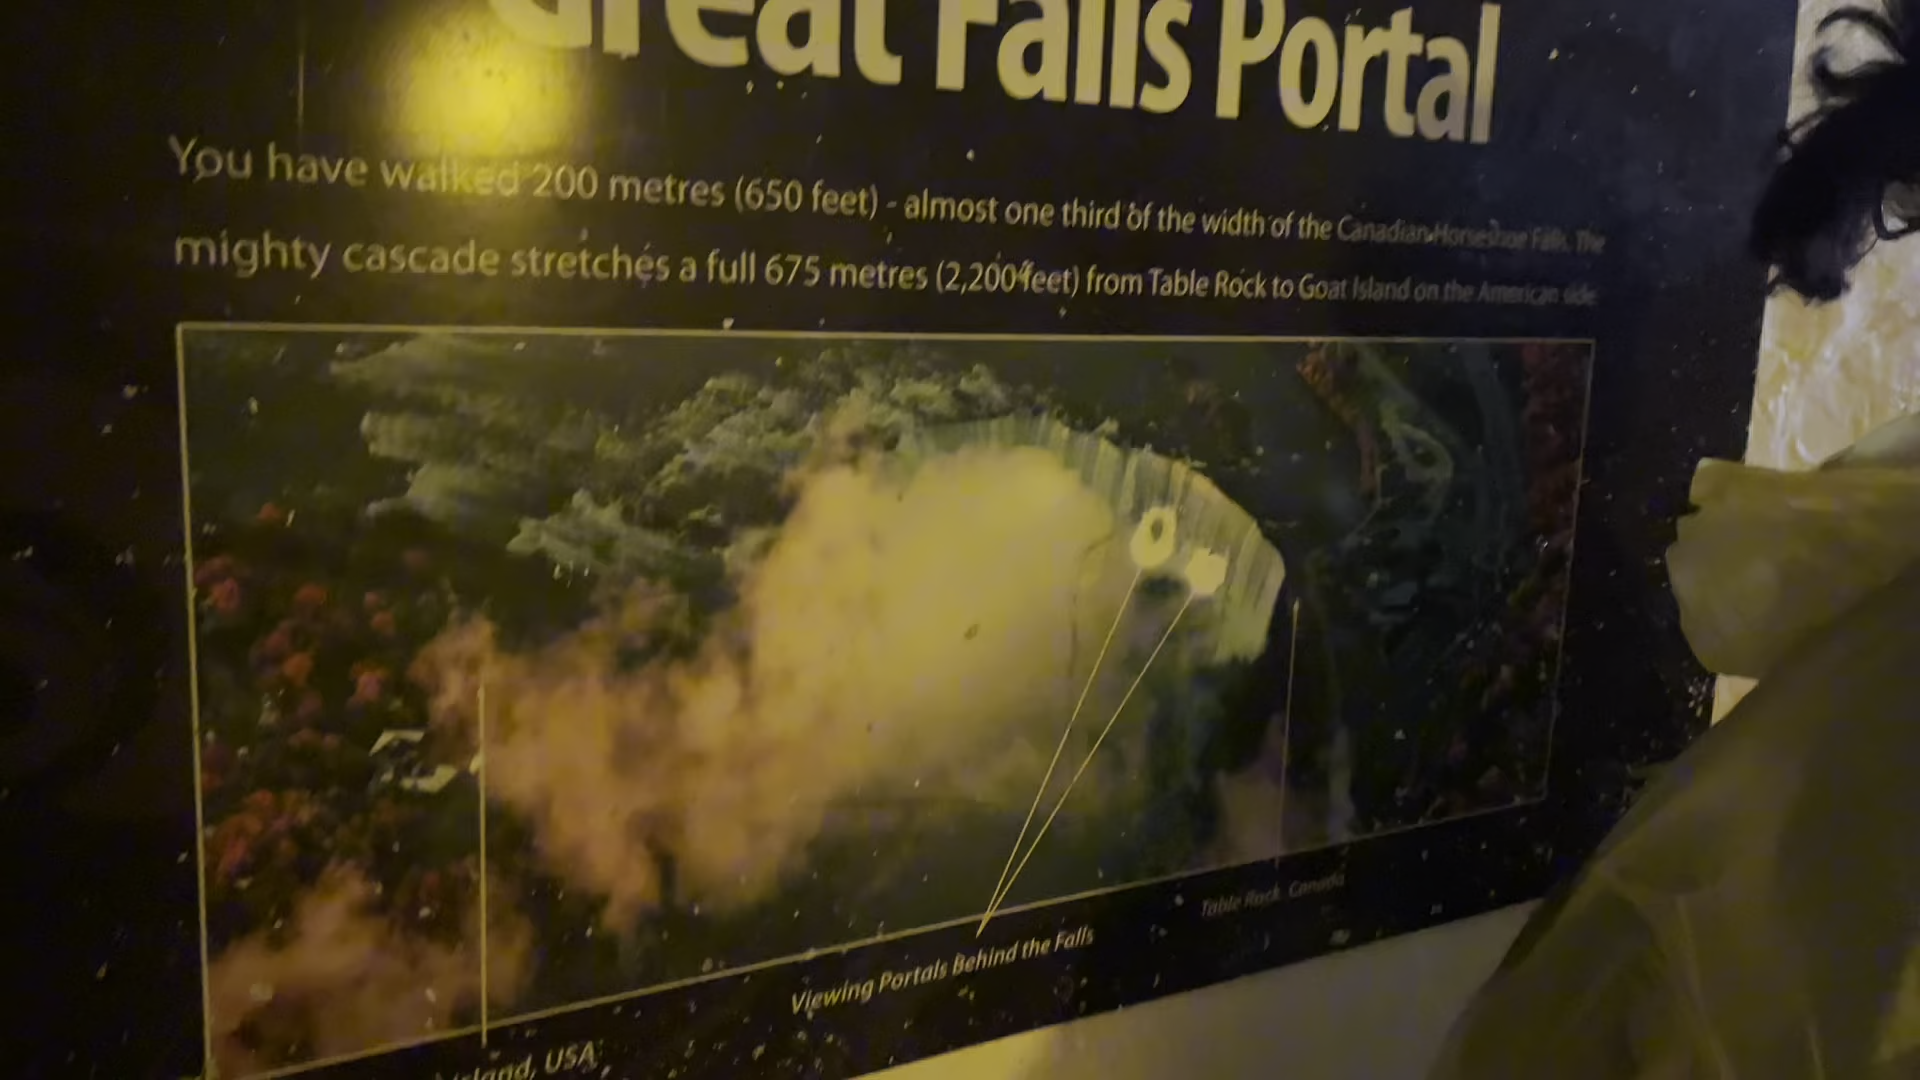 Great Falls Portal
You have walked 200 metres (650 feet) - almost one third of the width of the Canadian Horseshoe Falls. The
mighty cascade stretches a full 675 metres (2,200 feet) from Table Rock to Goat Island on the American side.
Table Rock, Canada
Viewing Portals Behind the Falls
Island, USA